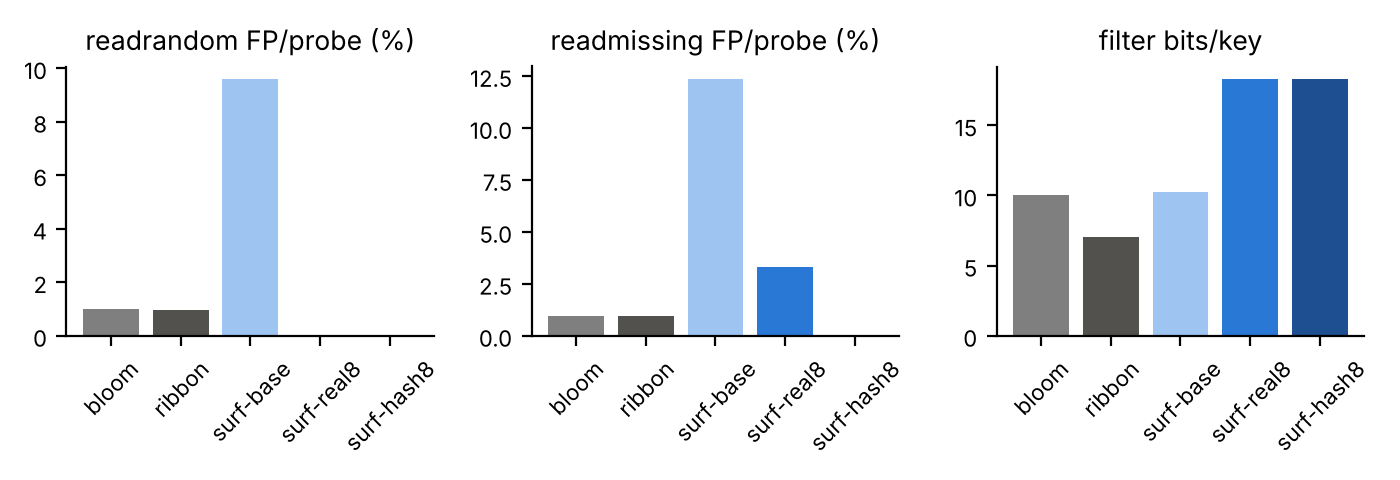 readrandom FP/probe (%)
10
8
6
4
2
0
bloom
ribbon
surf-base
surf-real8
surf-hash8
readmissing FP/probe (%)
12.5
10.0
7.5
5.0
2.5
0.0
bloom
ribbon
surf-base
surf-real8
surf-hash8
filter bits/key
15
10
5
0
bloom
ribbon
surf-base
surf-real8
surf-hash8